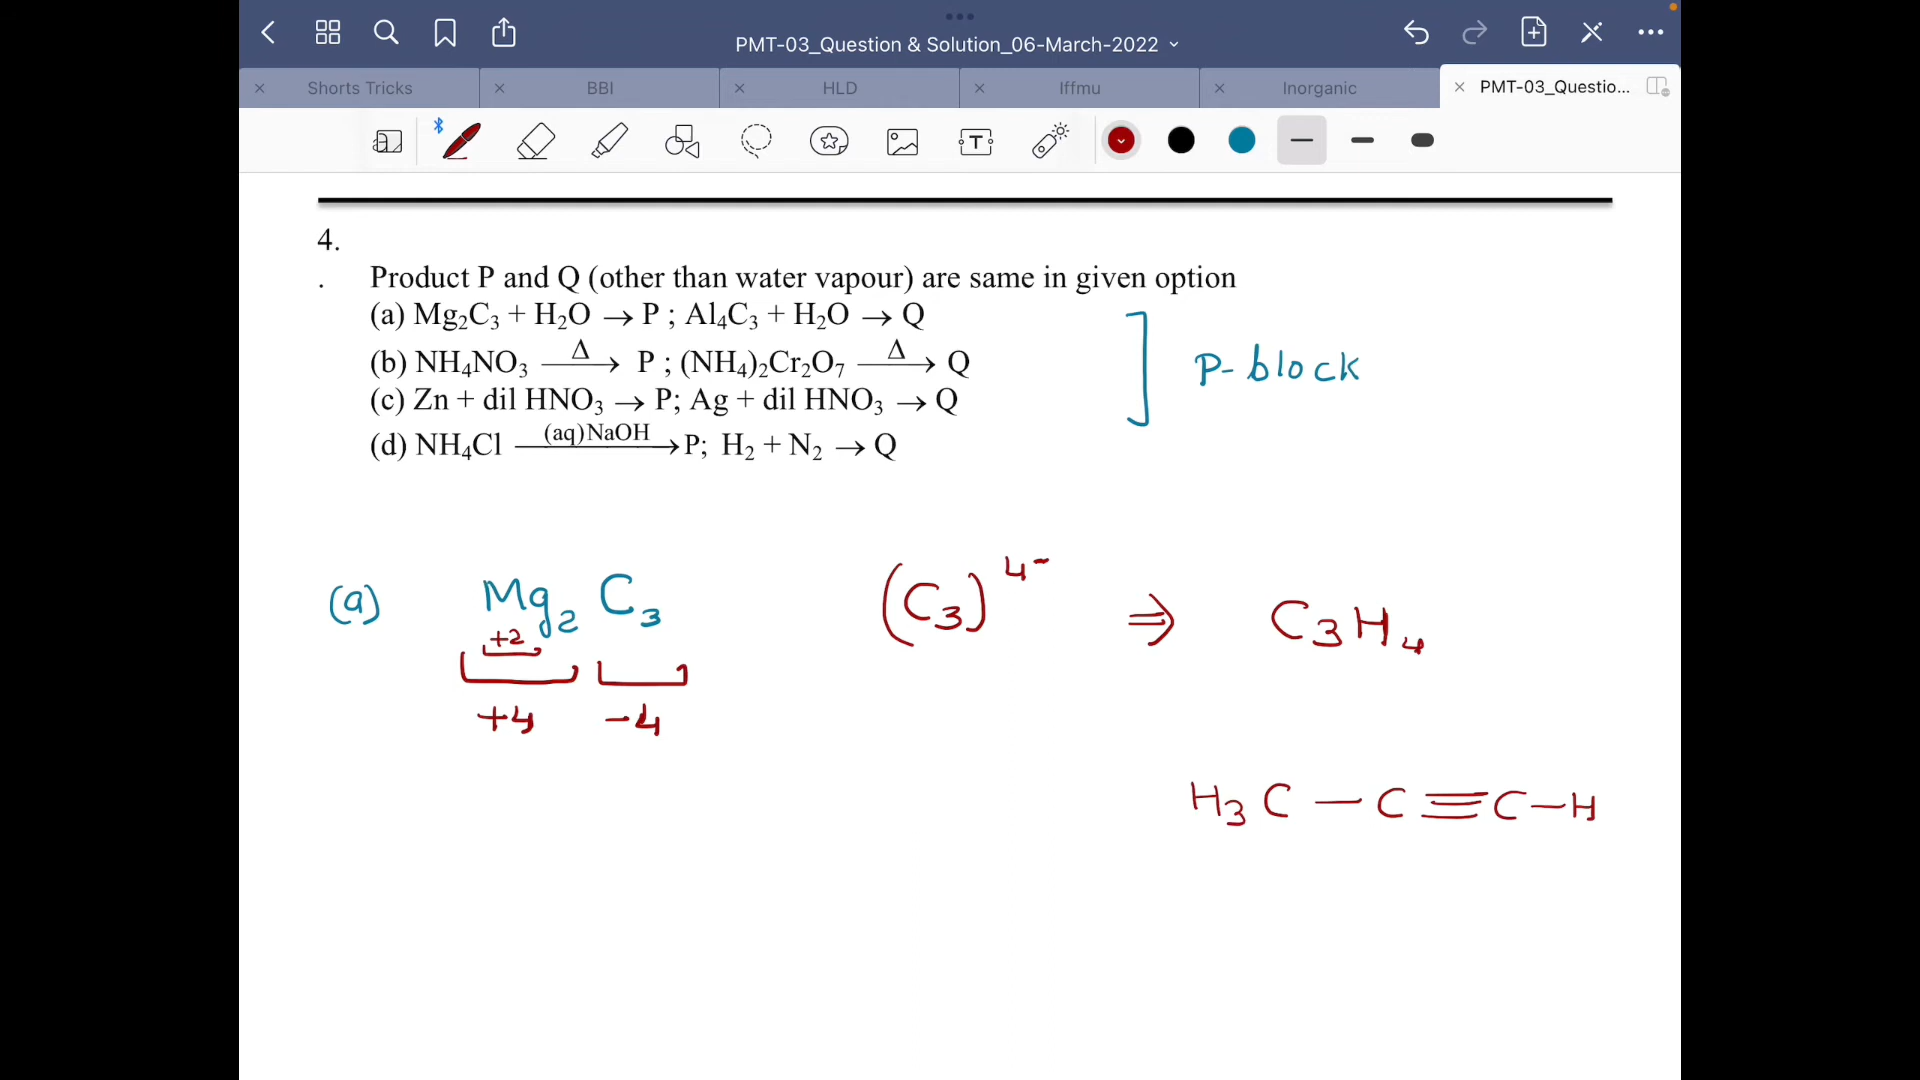 PMT-03_Question & Solution_06-March-2022
Shorts Tricks
BBI
HLD
Iffmu
Inorganic
PMT-03_Questio...
4.
. Product P and Q (other than water vapour) are same in given option
(a) Mg₂C₃ + H₂O → P ; Al₄C₃ + H₂O → Q
(b) NH₄NO₃ —Δ→ P ; (NH₄)₂Cr₂O₇ —Δ→ Q
(c) Zn + dil HNO₃ → P; Ag + dil HNO₃ → Q
(d) NH₄Cl —(aq)NaOH→ P; H₂ + N₂ → Q
P-block
(a) Mg₂ C₃ (C₃)⁴⁻ ⇒ C₃H₄
+2
+4 -4
H₃C — C ≡ C — H